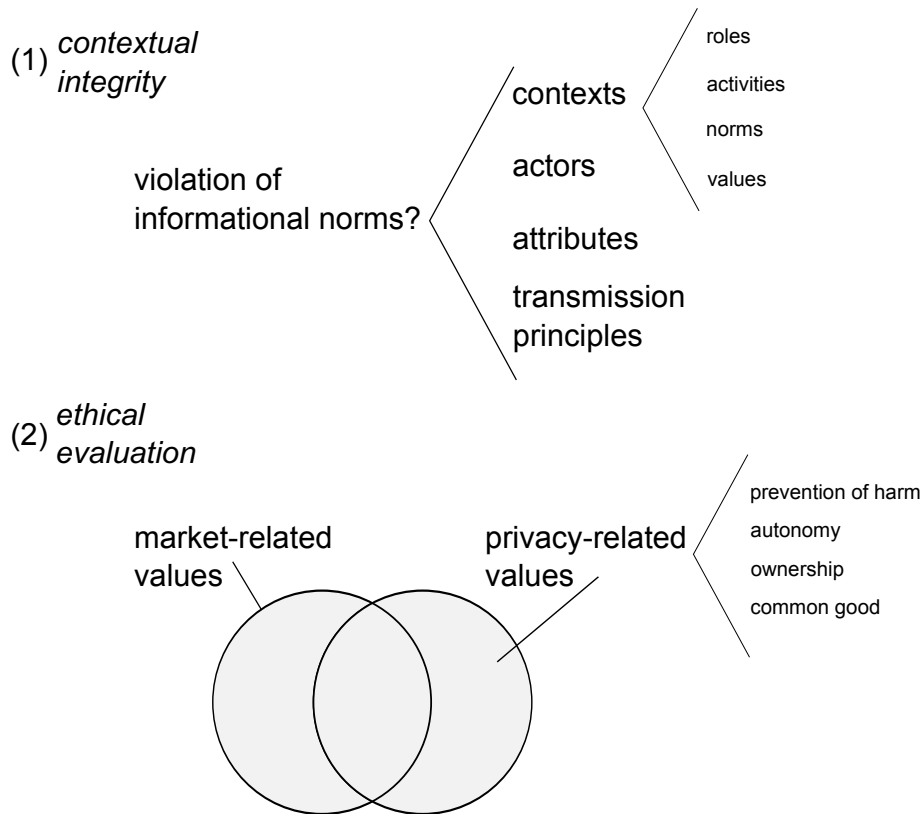 (1) contextual
integrity
violation of
informational norms?
contexts
actors
attributes
transmission
principles
roles
activities
norms
values
(2) ethical
evaluation
market-related
values
privacy-related
values
prevention of harm
autonomy
ownership
common good